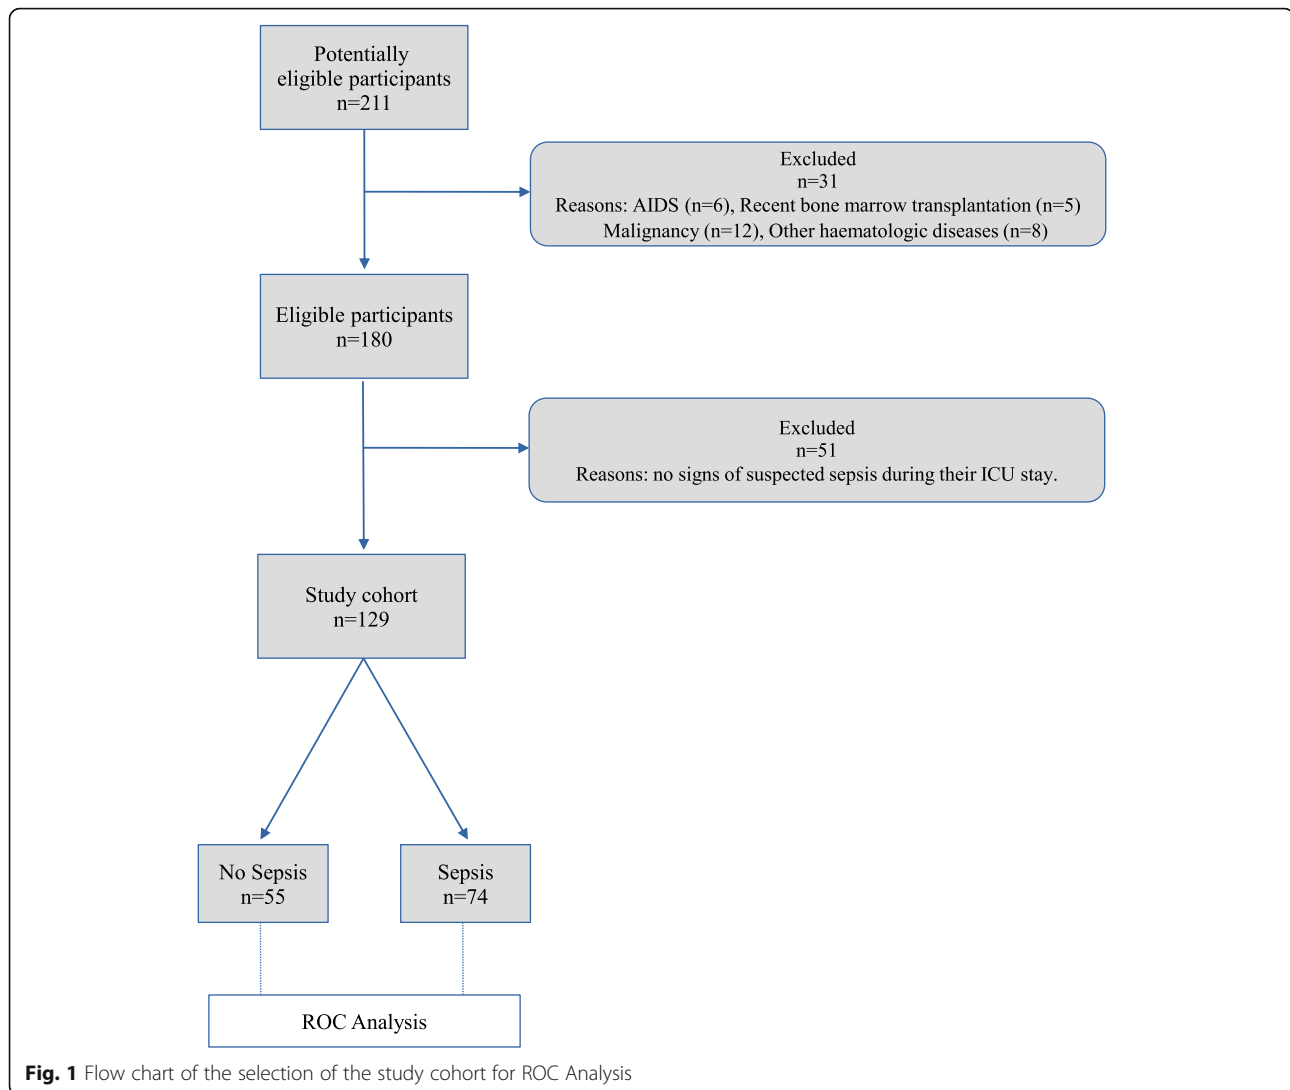 Potentially
eligible participants
n=211
Excluded
n=31
Reasons: AIDS (n=6), Recent bone marrow transplantation (n=5)
Malignancy (n=12), Other haematologic diseases (n=8)
Eligible participants
n=180
Excluded
n=51
Reasons: no signs of suspected sepsis during their ICU stay.
Study cohort
n=129
No Sepsis
n=55
Sepsis
n=74
ROC Analysis
Fig. 1 Flow chart of the selection of the study cohort for ROC Analysis